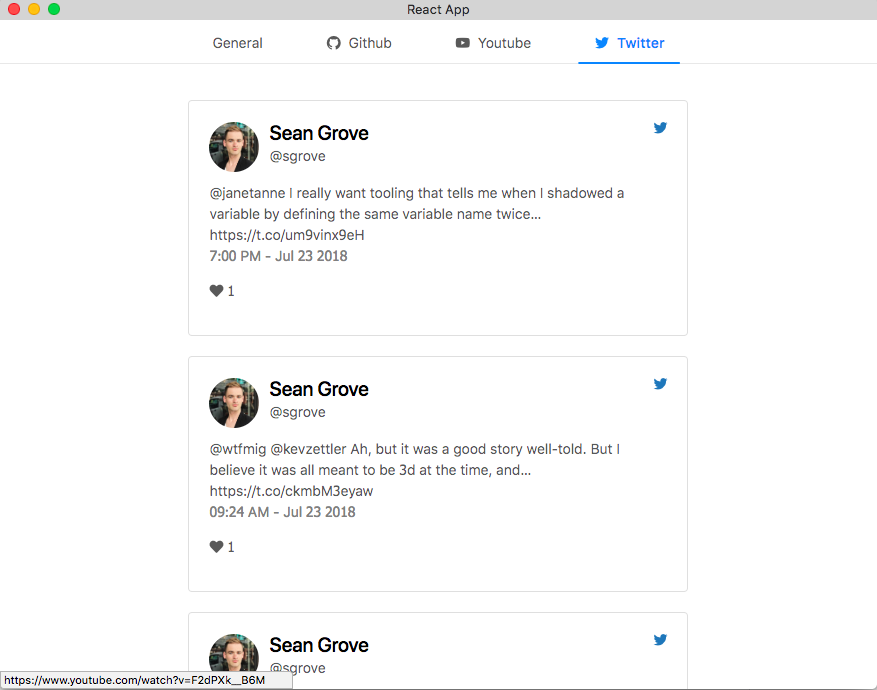 React App
General
Github
Youtube
Twitter
Sean Grove
@sgrove
@janetanne I really want tooling that tells me when I shadowed a
variable by defining the same variable name twice…
https://t.co/um9vinx9eH
7:00 PM - Jul 23 2018
1
Sean Grove
@sgrove
@wtfmig @kevzettler Ah, but it was a good story well-told. But I
believe it was all meant to be 3d at the time, and…
https://t.co/ckmbM3eyaw
09:24 AM - Jul 23 2018
1
Sean Grove
@sgrove
https://www.youtube.com/watch?v=F2dPXk__B6M